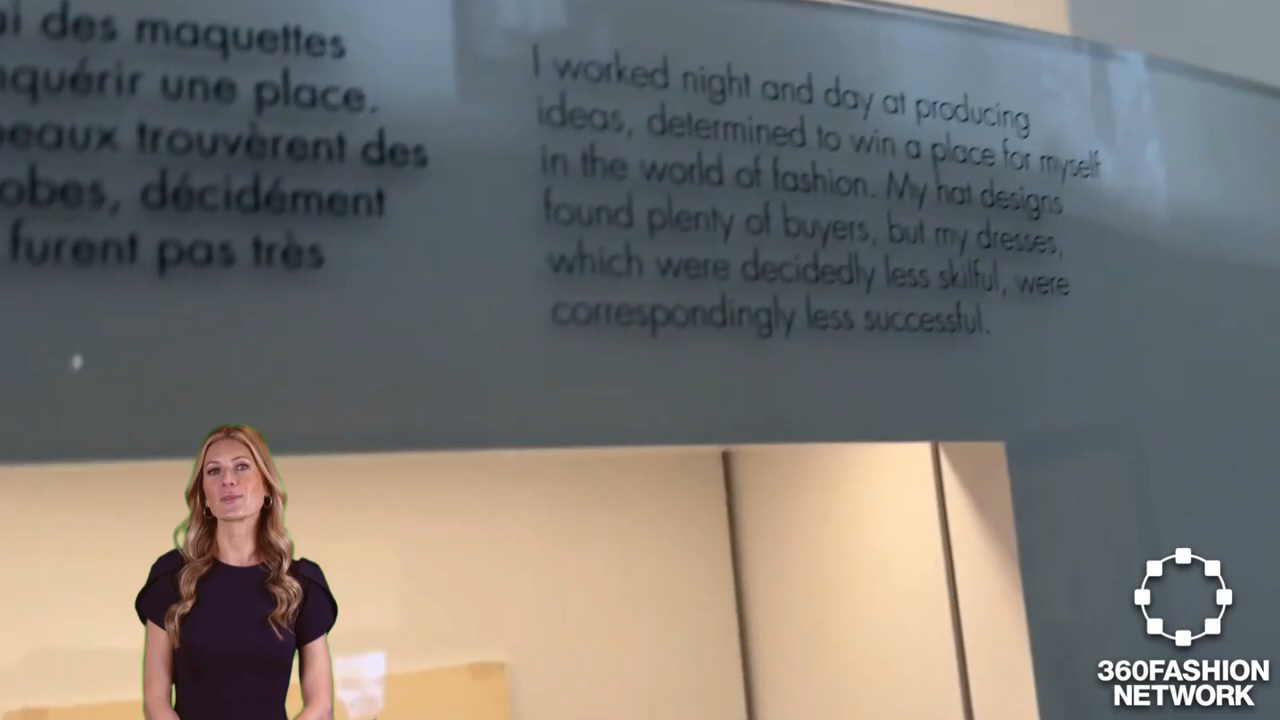 si des maquettes
nquérir une place.
peaux trouvèrent des
obes, décidément
furent pas très
I worked night and day at producing
ideas, determined to win a place for myself
in the world of fashion. My hat designs
found plenty of buyers, but my dresses,
which were decidedly less skilful, were
correspondingly less successful.
360FASHION
NETWORK